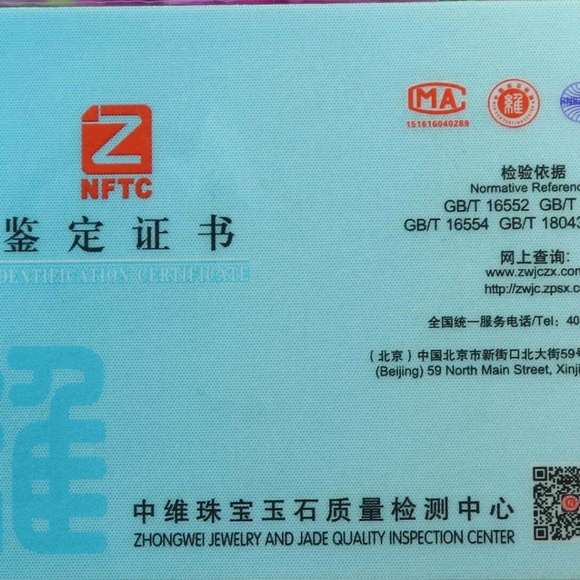 Z
NFTC
鉴定证书
IDENTIFICATION CERTIFICATE
CMA
151616040288
維
检验依据
Normative Referenc
GB/T 16552 GB/T
GB/T 16554 GB/T 18043
网上查询:
www.zwjczx.com
http://zwjc.zpsx.c
全国统一服务电话/Tel: 40
（北京）中国北京市新街口北大街59号
(Beijing) 59 North Main Street, Xinji
中维珠宝玉石质量检测中心
ZHONGWEI JEWELRY AND JADE QUALITY INSPECTION CENTER